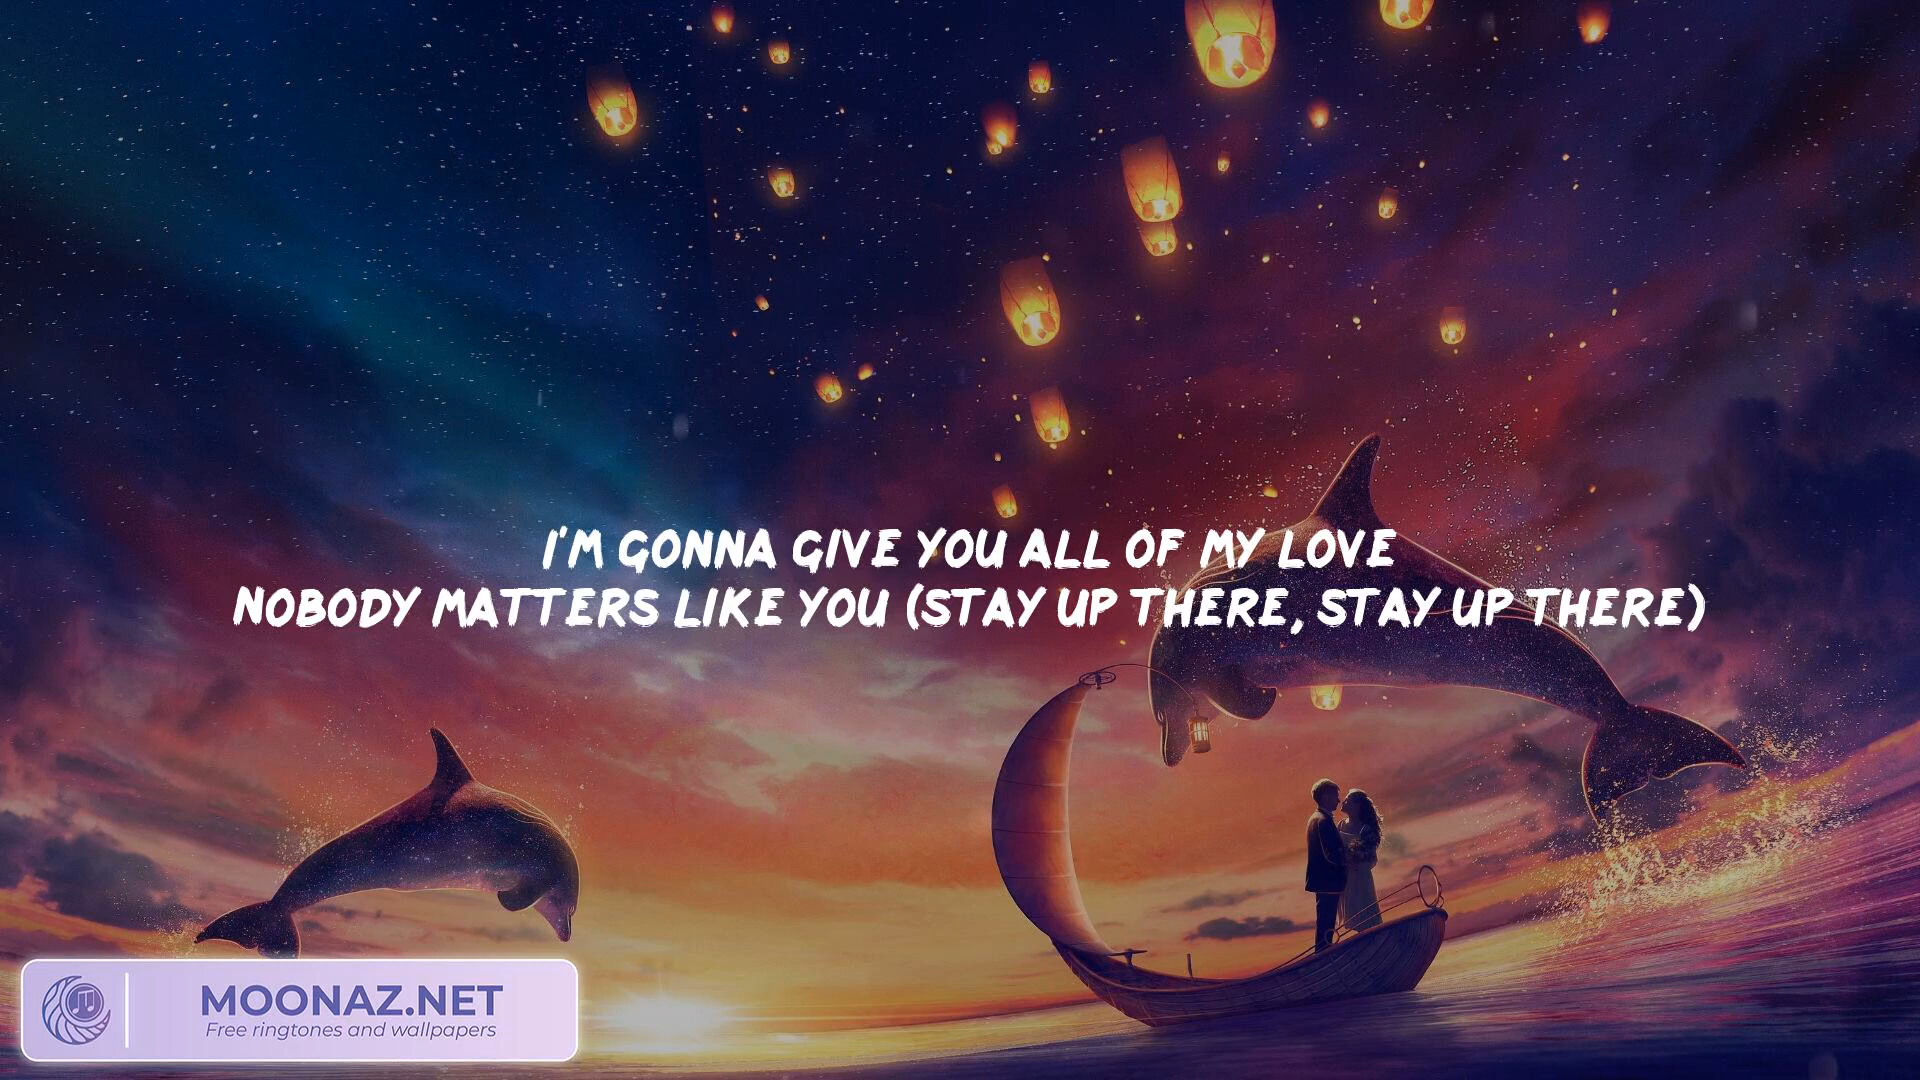 I'M GONNA GIVE YOU ALL OF MY LOVE
NOBODY MATTERS LIKE YOU (STAY UP THERE, STAY UP THERE)
MOONAZ.NET
Free ringtones and wallpapers